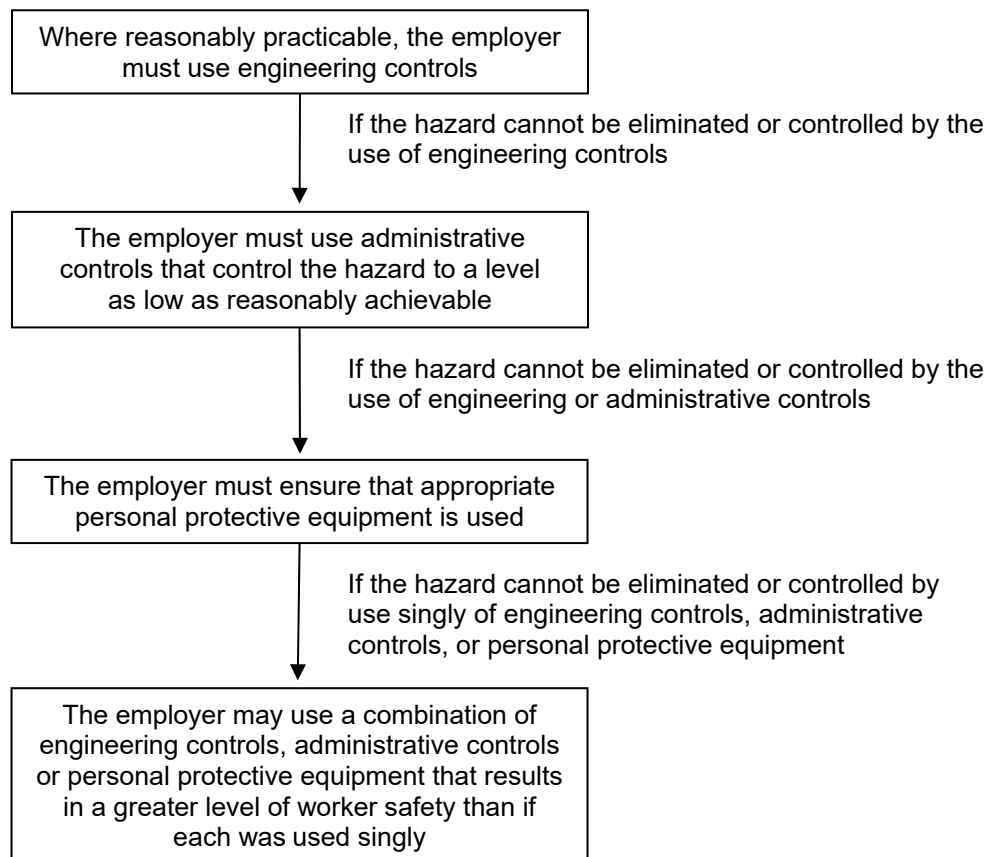 Where reasonably practicable, the employer
must use engineering controls
If the hazard cannot be eliminated or controlled by the
use of engineering controls
The employer must use administrative
controls that control the hazard to a level
as low as reasonably achievable
If the hazard cannot be eliminated or controlled by the
use of engineering or administrative controls
The employer must ensure that appropriate
personal protective equipment is used
If the hazard cannot be eliminated or controlled by
use singly of engineering controls, administrative
controls, or personal protective equipment
The employer may use a combination of
engineering controls, administrative controls
or personal protective equipment that results
in a greater level of worker safety than if
each was used singly